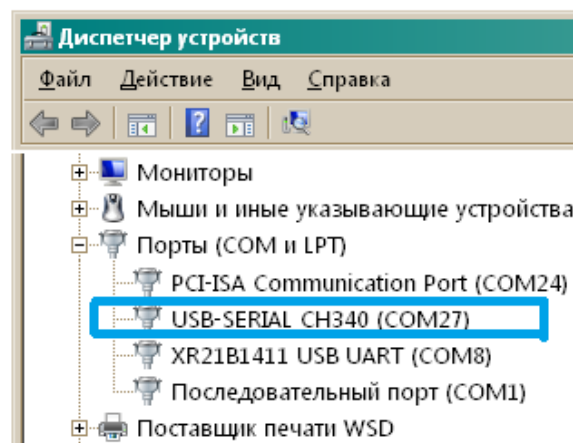 Диспетчер устройств
Файл Действие Вид Справка
Мониторы
Мыши и иные указывающие устройства
Порты (COM и LPT)
PCI-ISA Communication Port (COM24)
USB-SERIAL CH340 (COM27)
XR21B1411 USB UART (COM8)
Последовательный порт (COM1)
Поставщик печати WSD